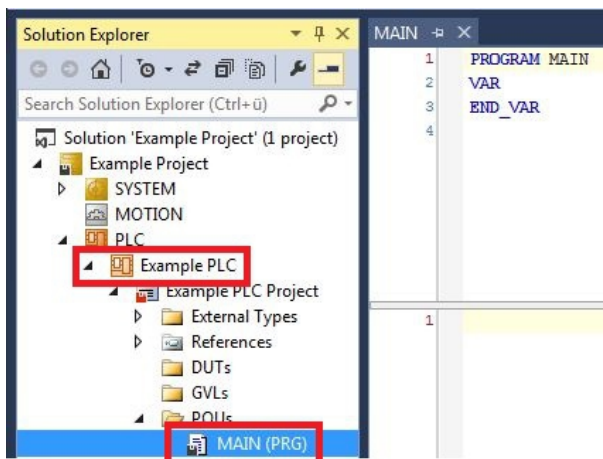 Solution Explorer
Search Solution Explorer (Ctrl+ü)
Solution 'Example Project' (1 project)
Example Project
SYSTEM
MOTION
PLC
Example PLC
Example PLC Project
External Types
References
DUTs
GVLs
POUs
MAIN (PRG)
MAIN
1 PROGRAM MAIN
2 VAR
3 END_VAR
4
1